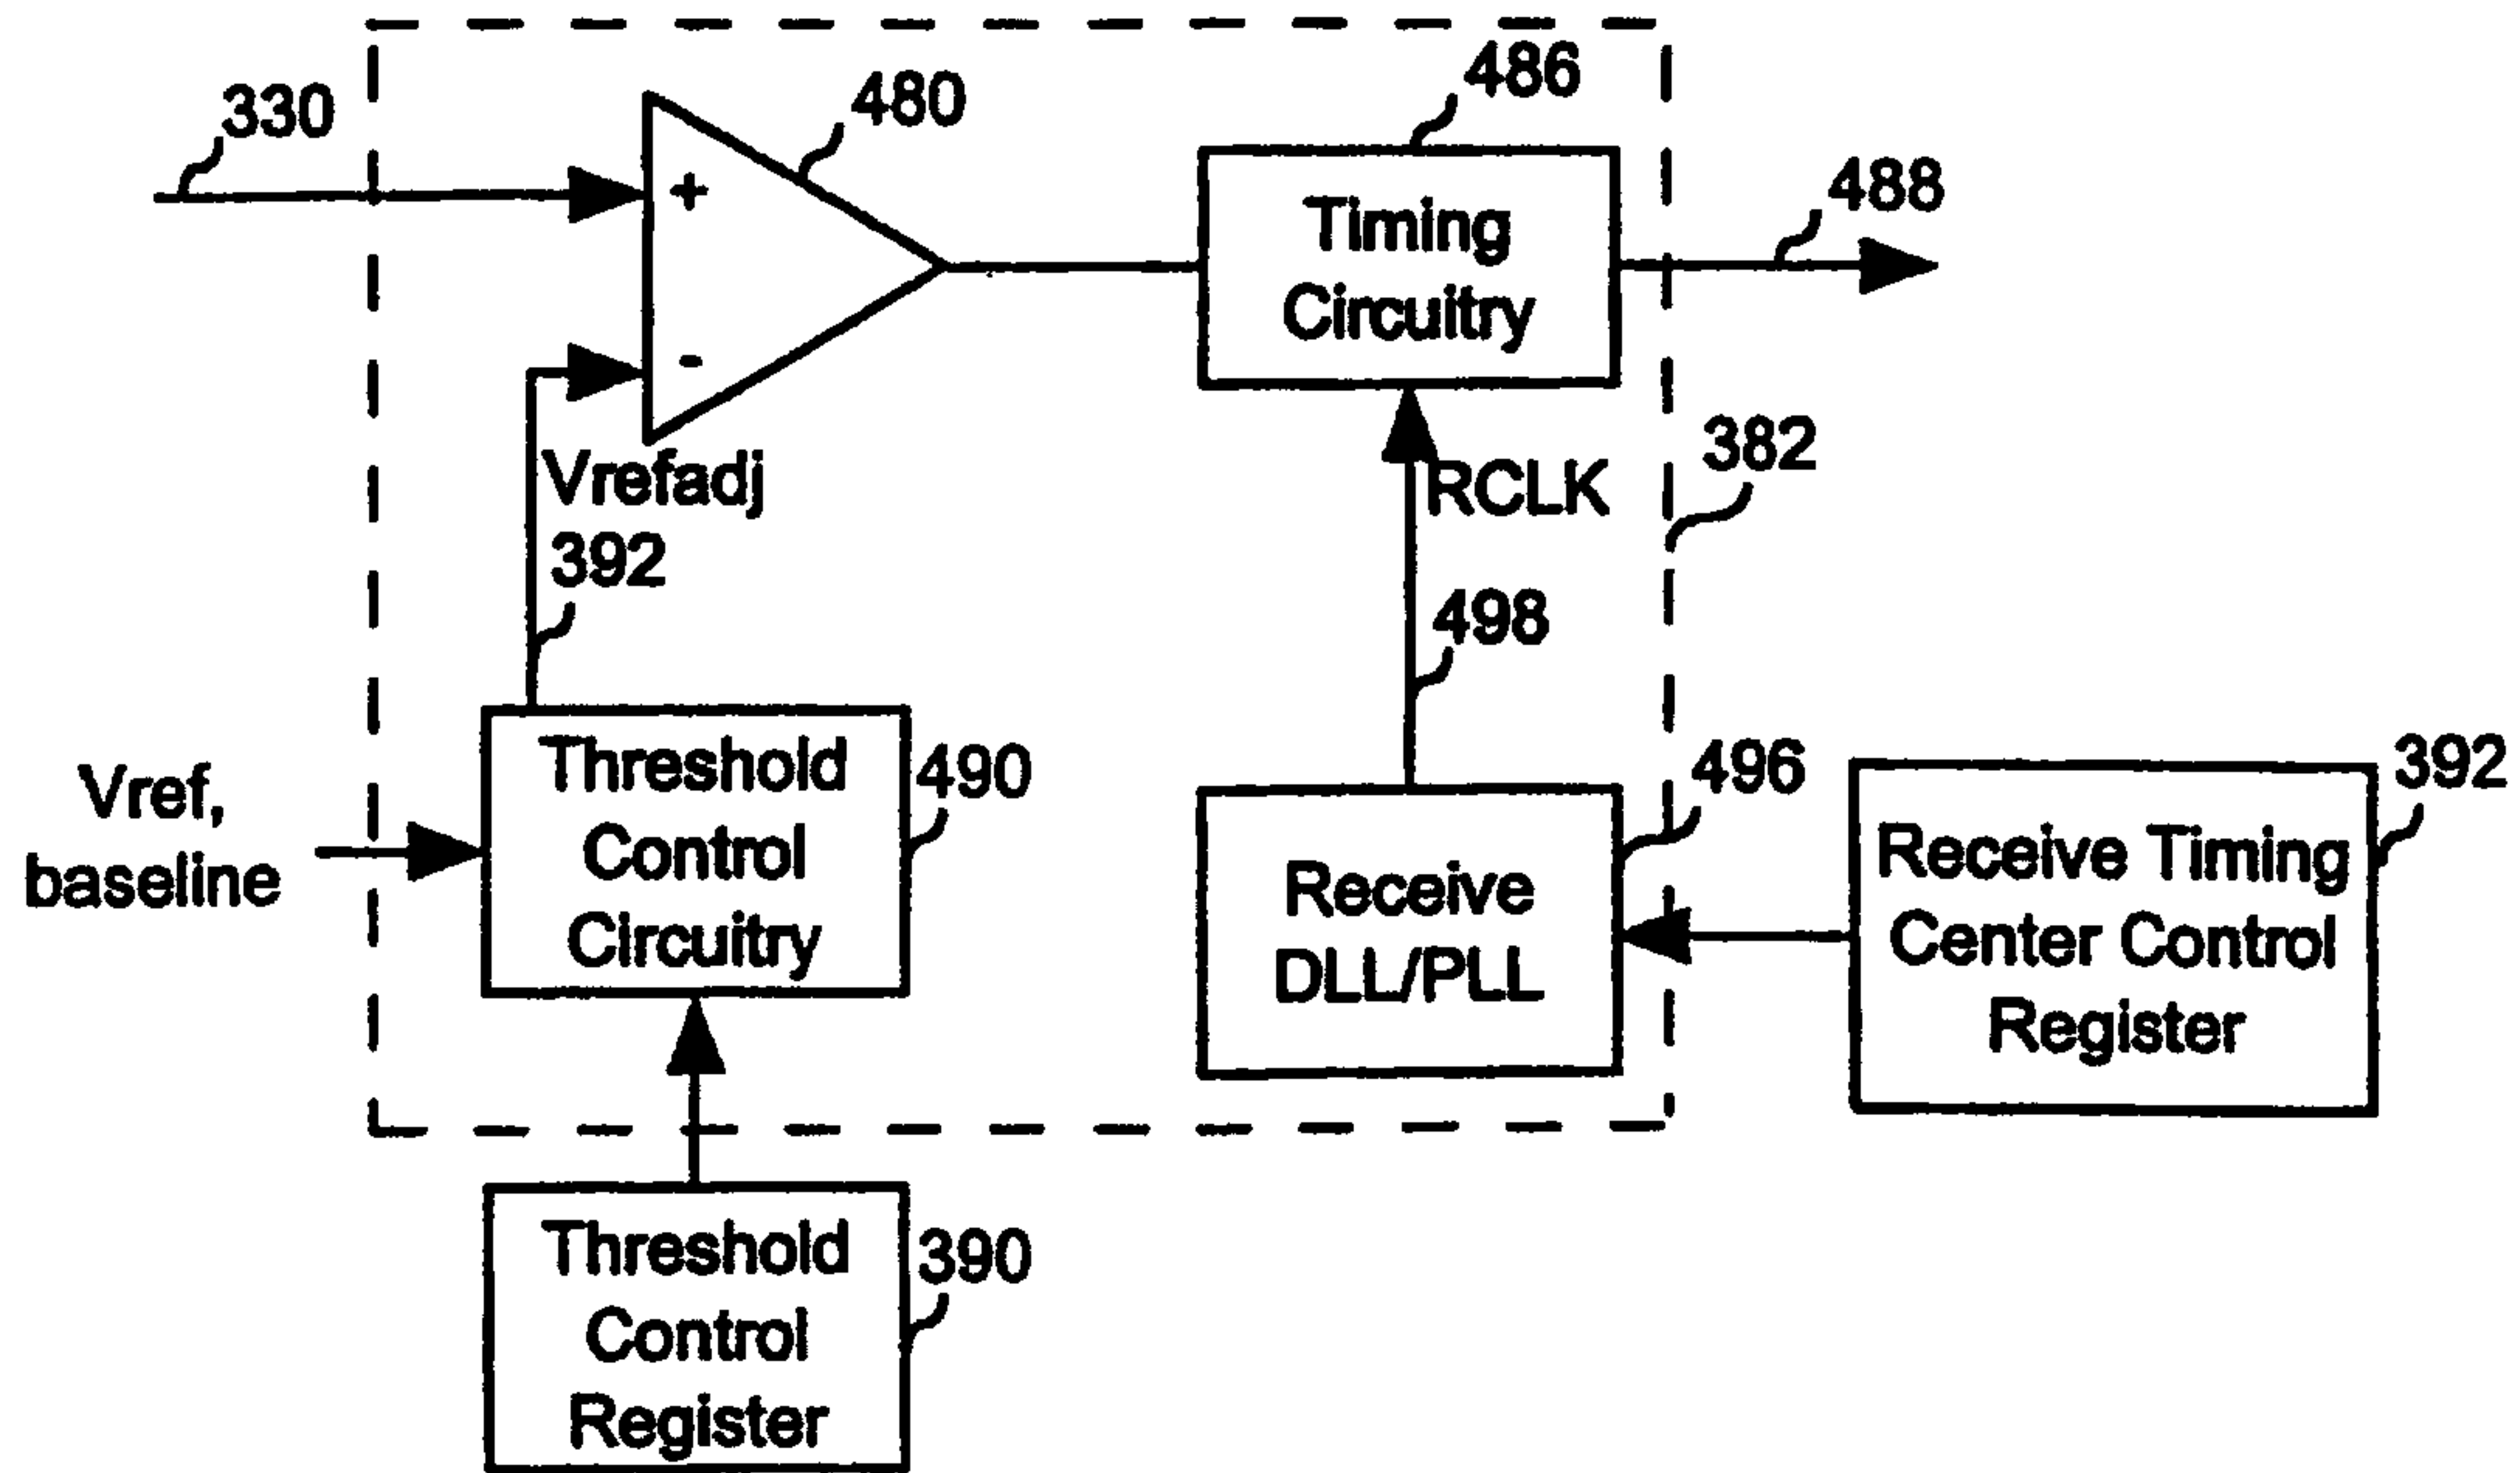 330
480
486
+
Timing
Circuitry
488
-
Vrefadj
392
RCLK
382
498
Vref,
baseline
Threshold
Control
Circuitry
490
Receive
DLL/PLL
496
Receive Timing
Center Control
Register
392
Threshold
Control
Register
390